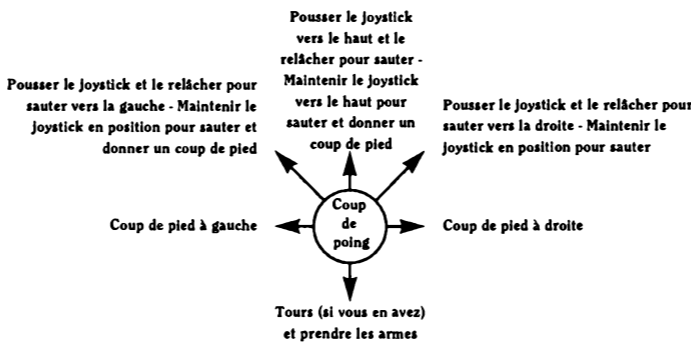 Pousser le joystick
vers le haut et le
relâcher pour sauter -
Maintenir le joystick
vers le haut pour
sauter et donner un
coup de pied
Pousser le joystick et le relâcher pour
sauter vers la gauche - Maintenir le
joystick en position pour sauter et
donner un coup de pied
Pousser le joystick et le relâcher pour
sauter vers la droite - Maintenir le
joystick en position pour sauter
Coup de pied à gauche
Coup
de
poing
Coup de pied à droite
Tours (si vous en avez)
et prendre les armes